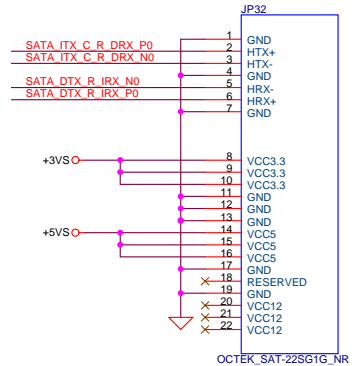 JP32
1 GND
SATA_ITX_C_R_DRX_P0 2 HTX+
SATA_ITX_C_R_DRX_N0 3 HTX-
4 GND
SATA_DTX_R_IRX_N0 5 HRX-
SATA_DTX_R_IRX_P0 6 HRX+
7 GND
+3VS 8 VCC3.3
9 VCC3.3
10 VCC3.3
11 GND
12 GND
13 GND
+5VS 14 VCC5
15 VCC5
16 VCC5
17 GND
18 RESERVED
19 GND
20 VCC12
21 VCC12
22 VCC12
OCTEK_SAT-22SG1G_NR